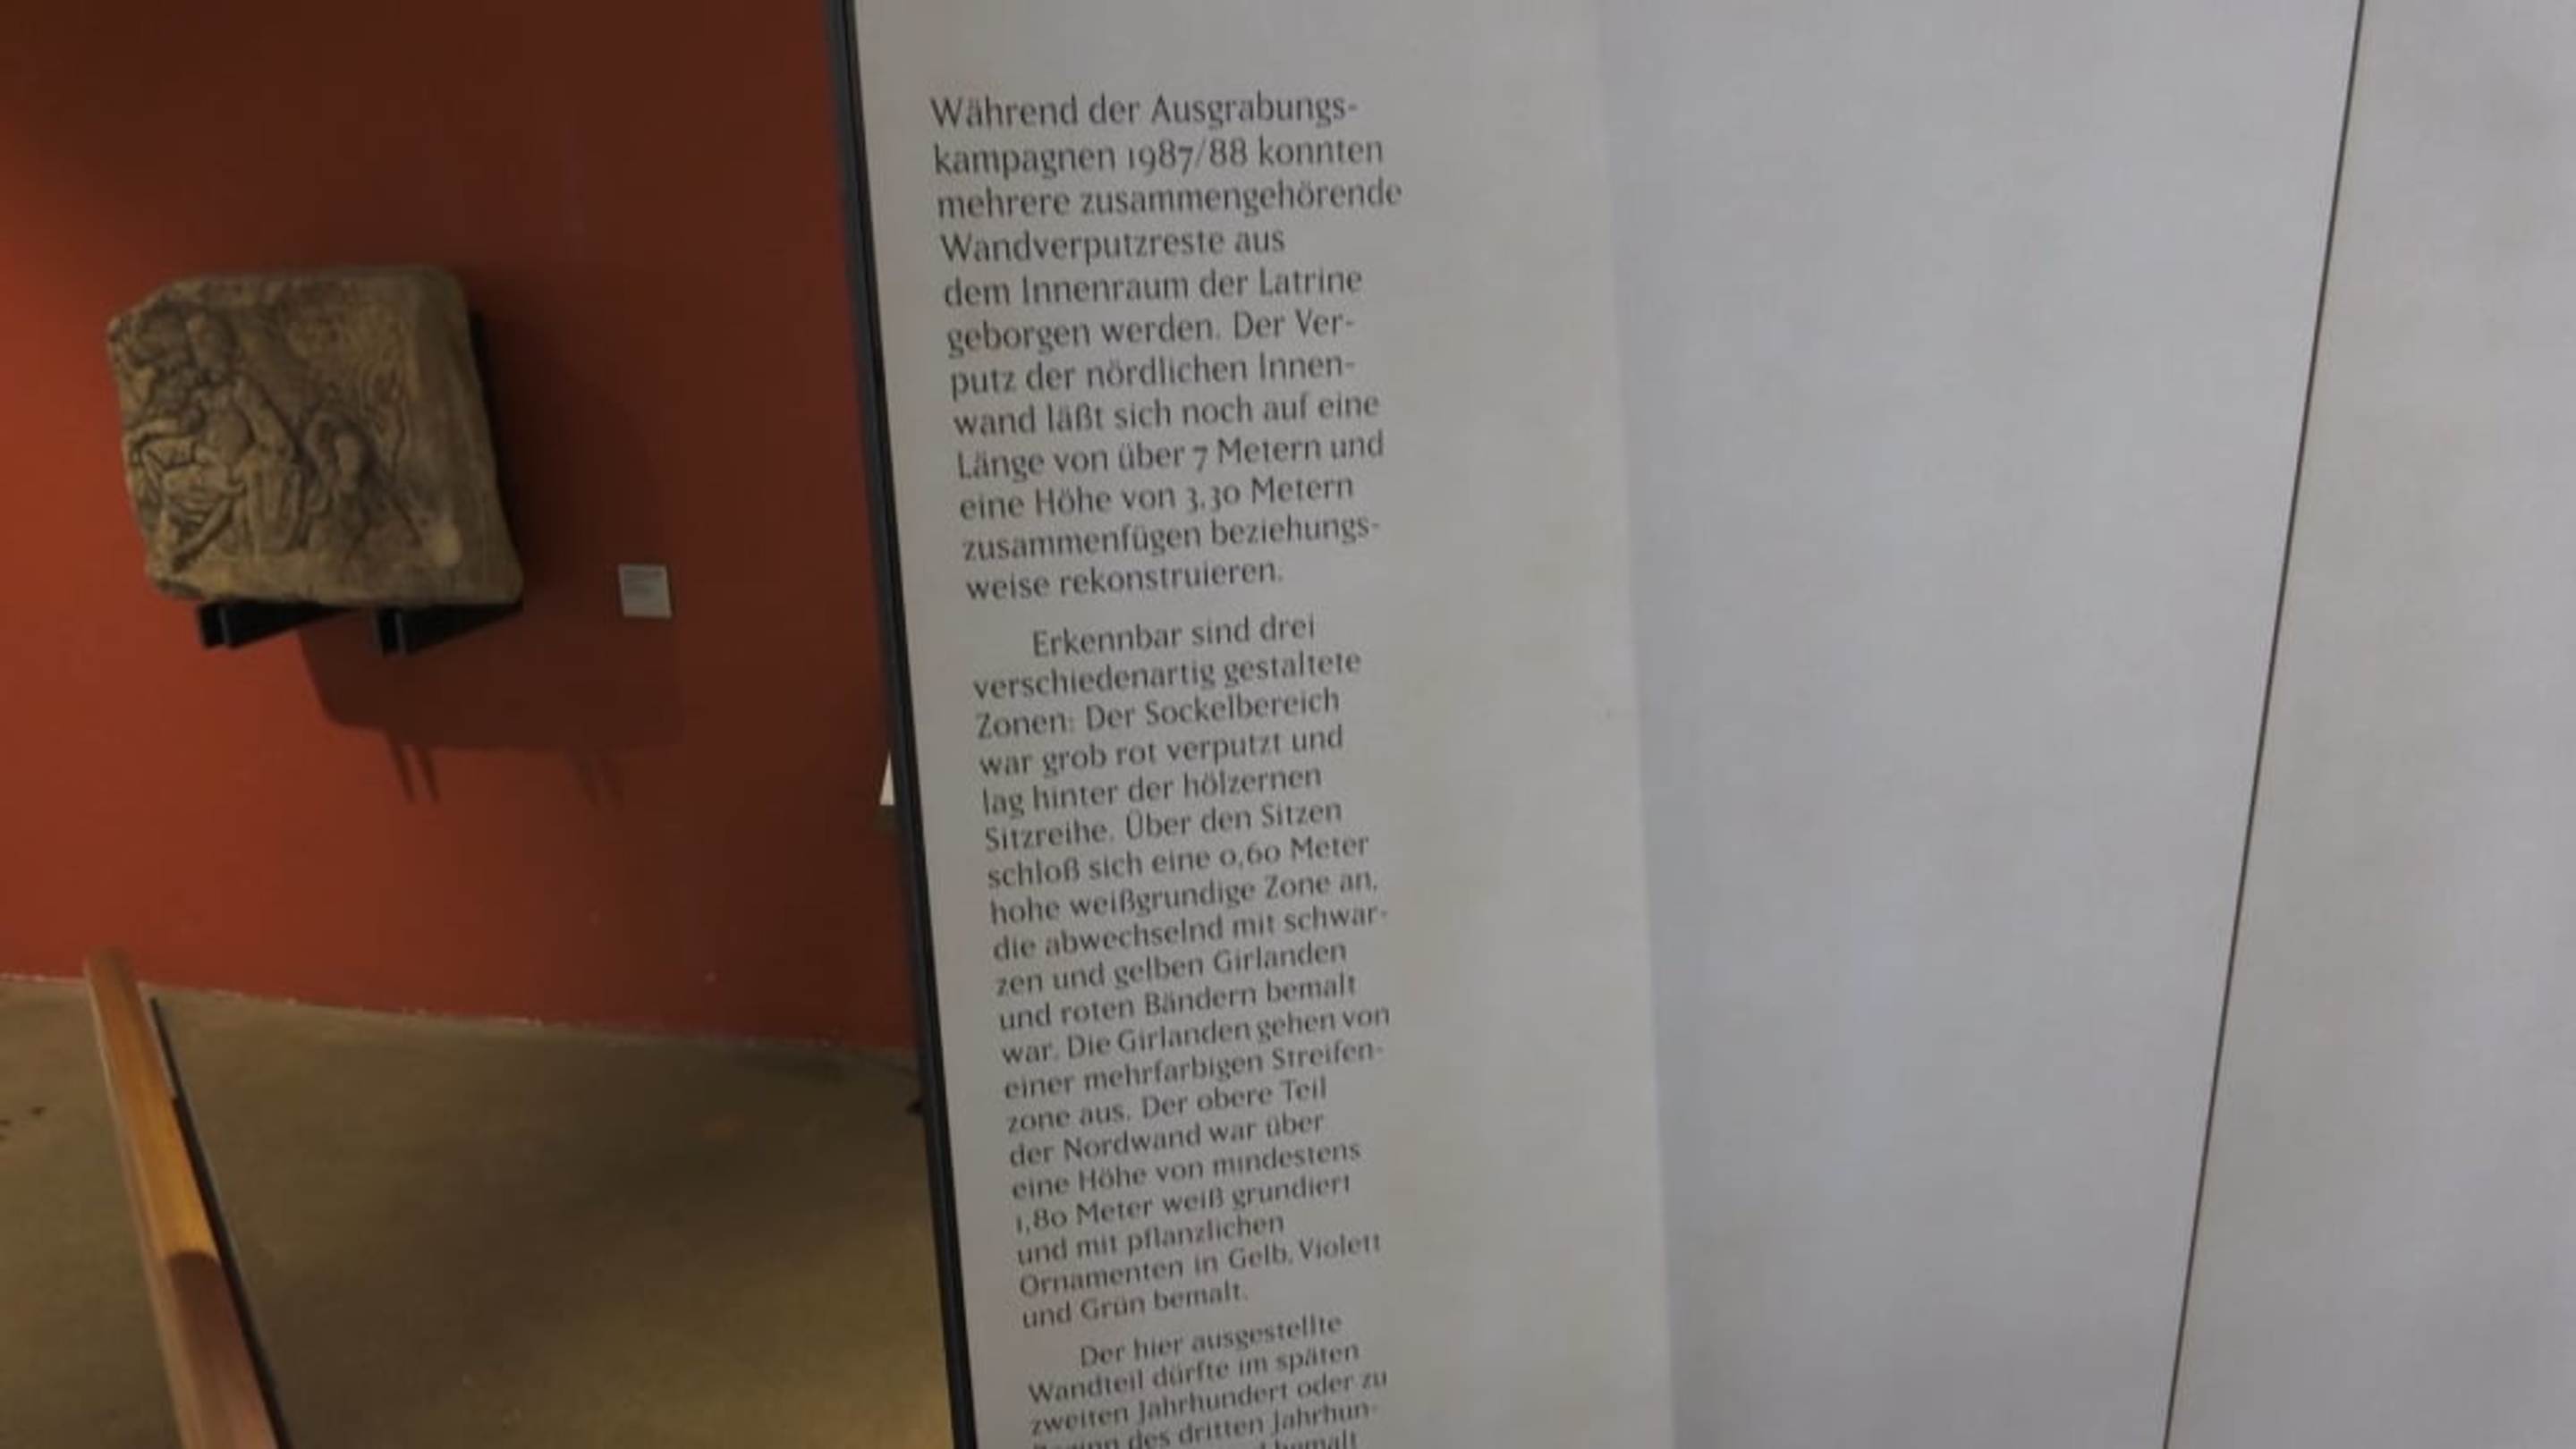 Während der Ausgrabungs-
kampagnen 1987/88 konnten
mehrere zusammengehörende
Wandverputzreste aus
dem Innenraum der Latrine
geborgen werden. Der Ver-
putz der nördlichen Innen-
wand läßt sich noch auf eine
Länge von über 7 Metern und
eine Höhe von 3,30 Metern
zusammenfügen beziehungs-
weise rekonstruieren.
Erkennbar sind drei
verschiedenartig gestaltete
Zonen: Der Sockelbereich
war grob rot verputzt und
lag hinter der hölzernen
Sitzreihe. Über den Sitzen
schloß sich eine 0,60 Meter
hohe weißgrundige Zone an,
die abwechselnd mit schwar-
zen und gelben Girlanden
und roten Bändern bemalt
war. Die Girlanden gehen von
einer mehrfarbigen Streifen-
zone aus. Der obere Teil
der Nordwand war über
eine Höhe von mindestens
1,80 Meter weiß grundiert
und mit pflanzlichen
Ornamenten in Gelb, Violett
und Grün bemalt.
Der hier ausgestellte
Wandteil dürfte im späten
zweiten Jahrhundert oder zu
des dritten Jahrhun-
bemalt